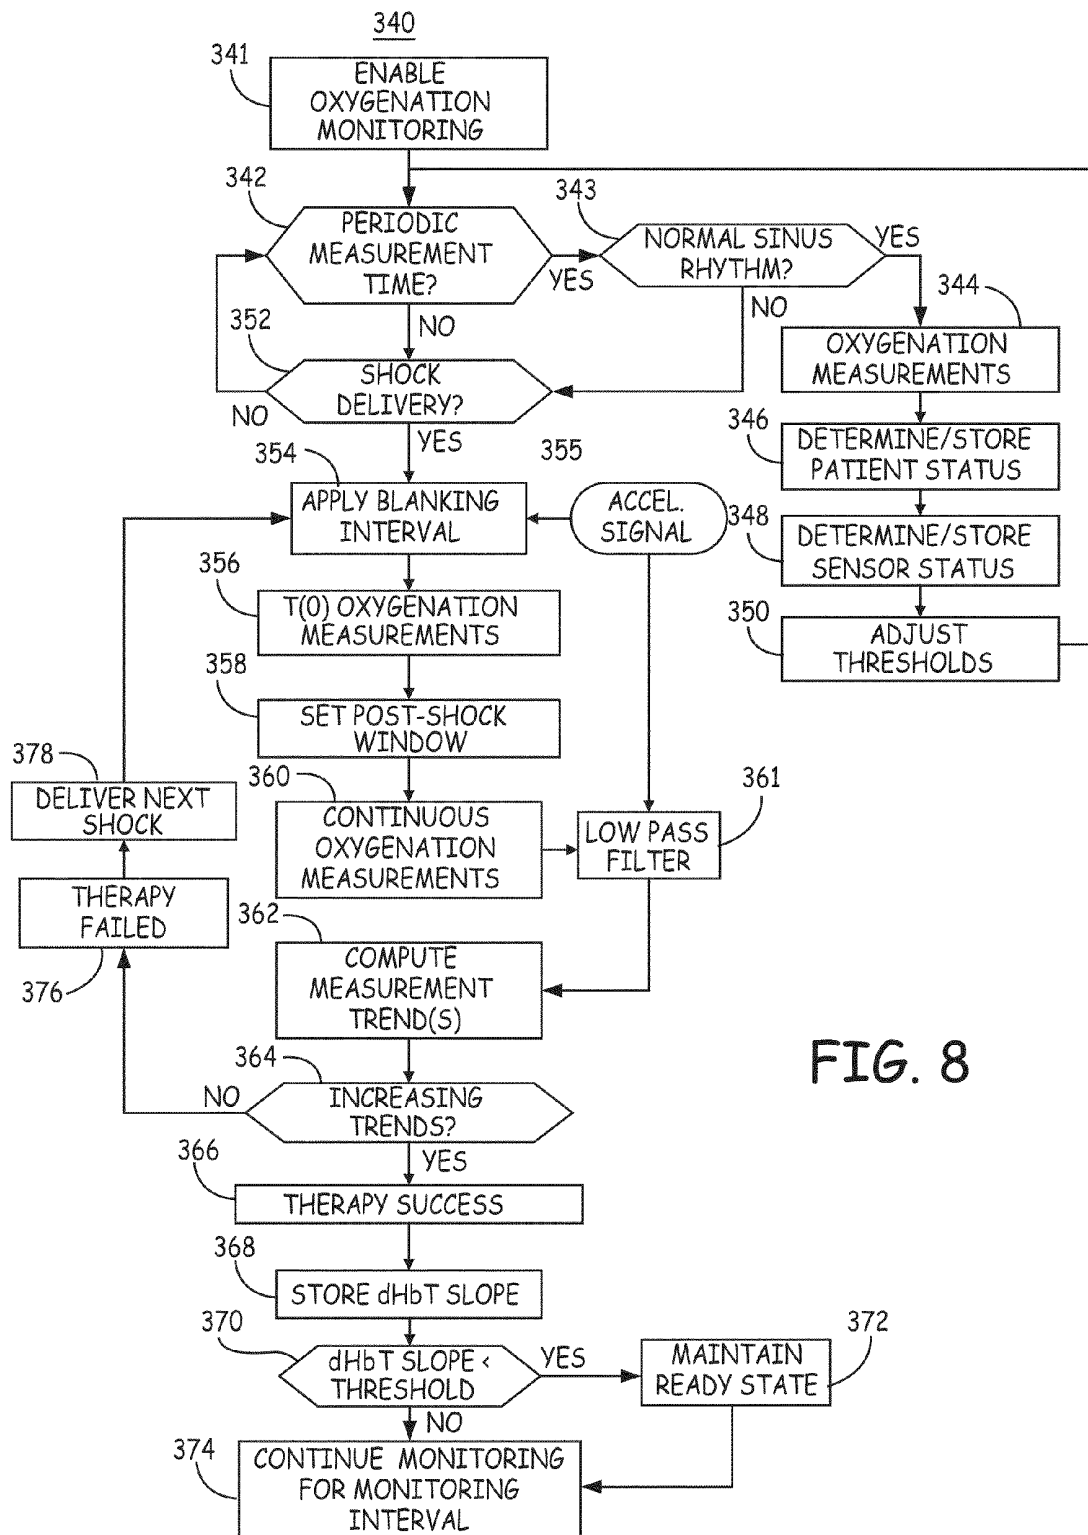 340
341
ENABLE
OXYGENATION
MONITORING
342
PERIODIC
MEASUREMENT
TIME?
YES
NO
343
NORMAL SINUS
RHYTHM?
YES
NO
344
OXYGENATION
MEASUREMENTS
346
DETERMINE/STORE
PATIENT STATUS
348
DETERMINE/STORE
SENSOR STATUS
350
ADJUST
THRESHOLDS
352
SHOCK
DELIVERY?
NO
YES
354
APPLY BLANKING
INTERVAL
355
ACCEL.
SIGNAL
356
T(0) OXYGENATION
MEASUREMENTS
358
SET POST-SHOCK
WINDOW
360
CONTINUOUS
OXYGENATION
MEASUREMENTS
361
LOW PASS
FILTER
362
COMPUTE
MEASUREMENT
TREND(S)
364
INCREASING
TRENDS?
NO
YES
378
DELIVER NEXT
SHOCK
THERAPY
FAILED
376
366
THERAPY SUCCESS
368
STORE dHbT SLOPE
370
dHbT SLOPE <
THRESHOLD
YES
NO
372
MAINTAIN
READY STATE
374
CONTINUE MONITORING
FOR MONITORING
INTERVAL
FIG. 8